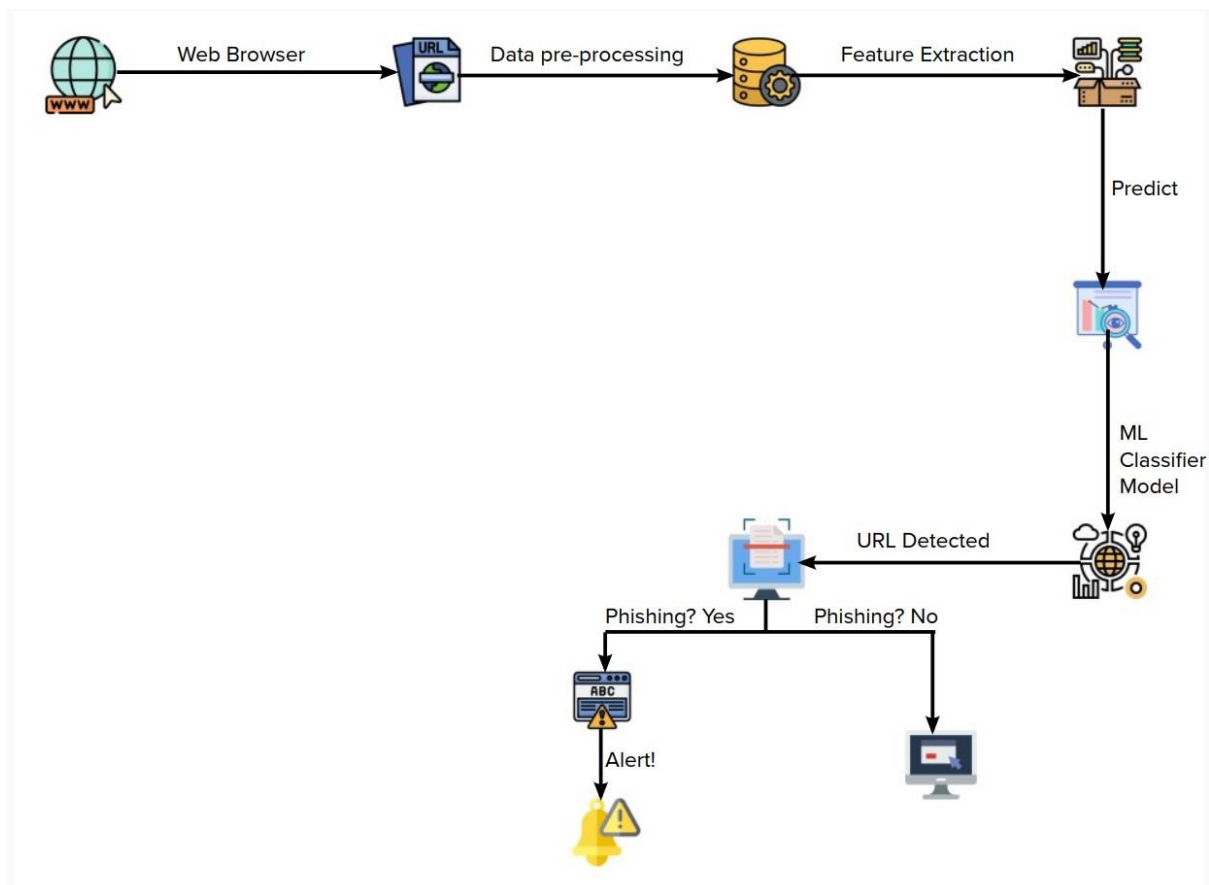 Web Browser
URL
Data pre-processing
Feature Extraction
WWW
Predict
ML
Classifier
Model
URL Detected
Phishing? Yes
Phishing? No
ABC
Alert!